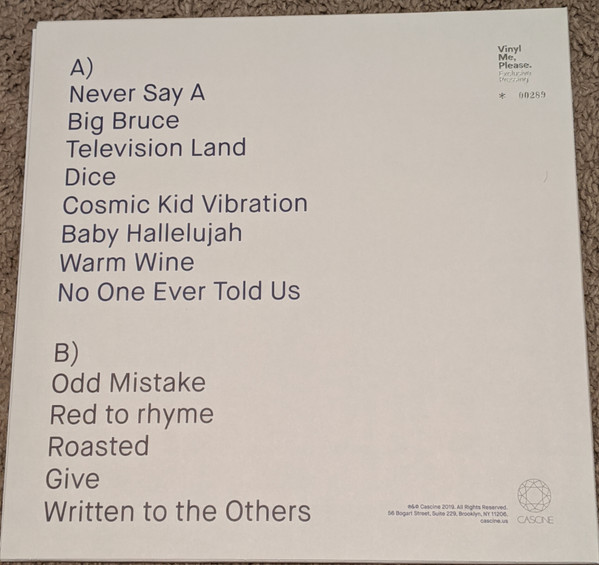 A)
Never Say A
Big Bruce
Television Land
Dice
Cosmic Kid Vibration
Baby Hallelujah
Warm Wine
No One Ever Told Us
B)
Odd Mistake
Red to rhyme
Roasted
Give
Written to the Others
Vinyl
Me,
Please.
Exclusive
Pressing
* 00289
℗&© Cascine 2019. All Rights Reserved.
56 Bogart Street, Suite 229, Brooklyn, NY 11206,
cascine.us
CASCINE